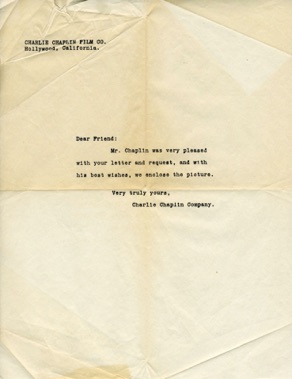 CHARLIE CHAPLIN FILM CO.
Hollywood, California.
Dear Friend:
Mr. Chaplin was very pleased
with your letter and request, and with
his best wishes, we enclose the picture.
Very truly yours,
Charlie Chaplin Company.